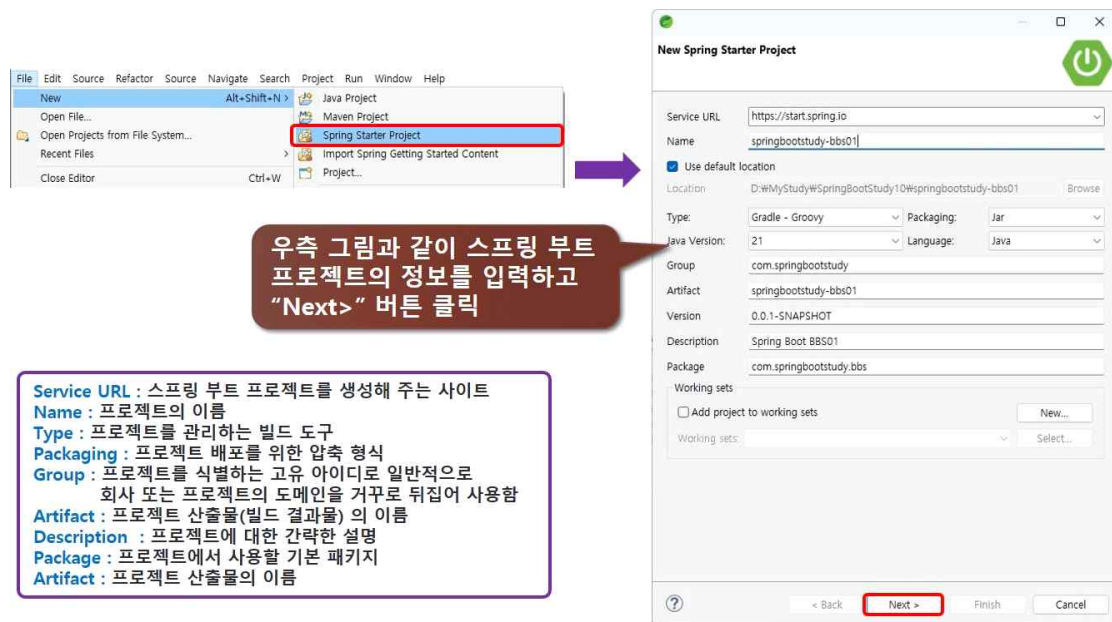 File Edit Source Refactor Source Navigate Search Project Run Window Help
New Alt+Shift+N >
Open File...
Open Projects from File System...
Recent Files >
Close Editor Ctrl+W
Java Project
Maven Project
Spring Starter Project
Import Spring Getting Started Content
Project...
우측 그림과 같이 스프링 부트
프로젝트의 정보를 입력하고
“Next>” 버튼 클릭
Service URL : 스프링 부트 프로젝트를 생성해 주는 사이트
Name : 프로젝트의 이름
Type : 프로젝트를 관리하는 빌드 도구
Packaging : 프로젝트 배포를 위한 압축 형식
Group : 프로젝트를 식별하는 고유 아이디로 일반적으로
회사 또는 프로젝트의 도메인을 거꾸로 뒤집어 사용함
Artifact : 프로젝트 산출물(빌드 결과물) 의 이름
Description : 프로젝트에 대한 간략한 설명
Package : 프로젝트에서 사용할 기본 패키지
Artifact : 프로젝트 산출물의 이름
New Spring Starter Project
Service URL https://start.spring.io
Name springbootstudy-bbs01
Use default location
Location D:₩MyStudy₩SpringBootStudy10₩springbootstudy-bbs01 Browse
Type: Gradle - Groovy Packaging: Jar
Java Version: 21 Language: Java
Group com.springbootstudy
Artifact springbootstudy-bbs01
Version 0.0.1-SNAPSHOT
Description Spring Boot BBS01
Package com.springbootstudy.bbs
Working sets
Add project to working sets New...
Working sets: Select...
? < Back Next > Finish Cancel